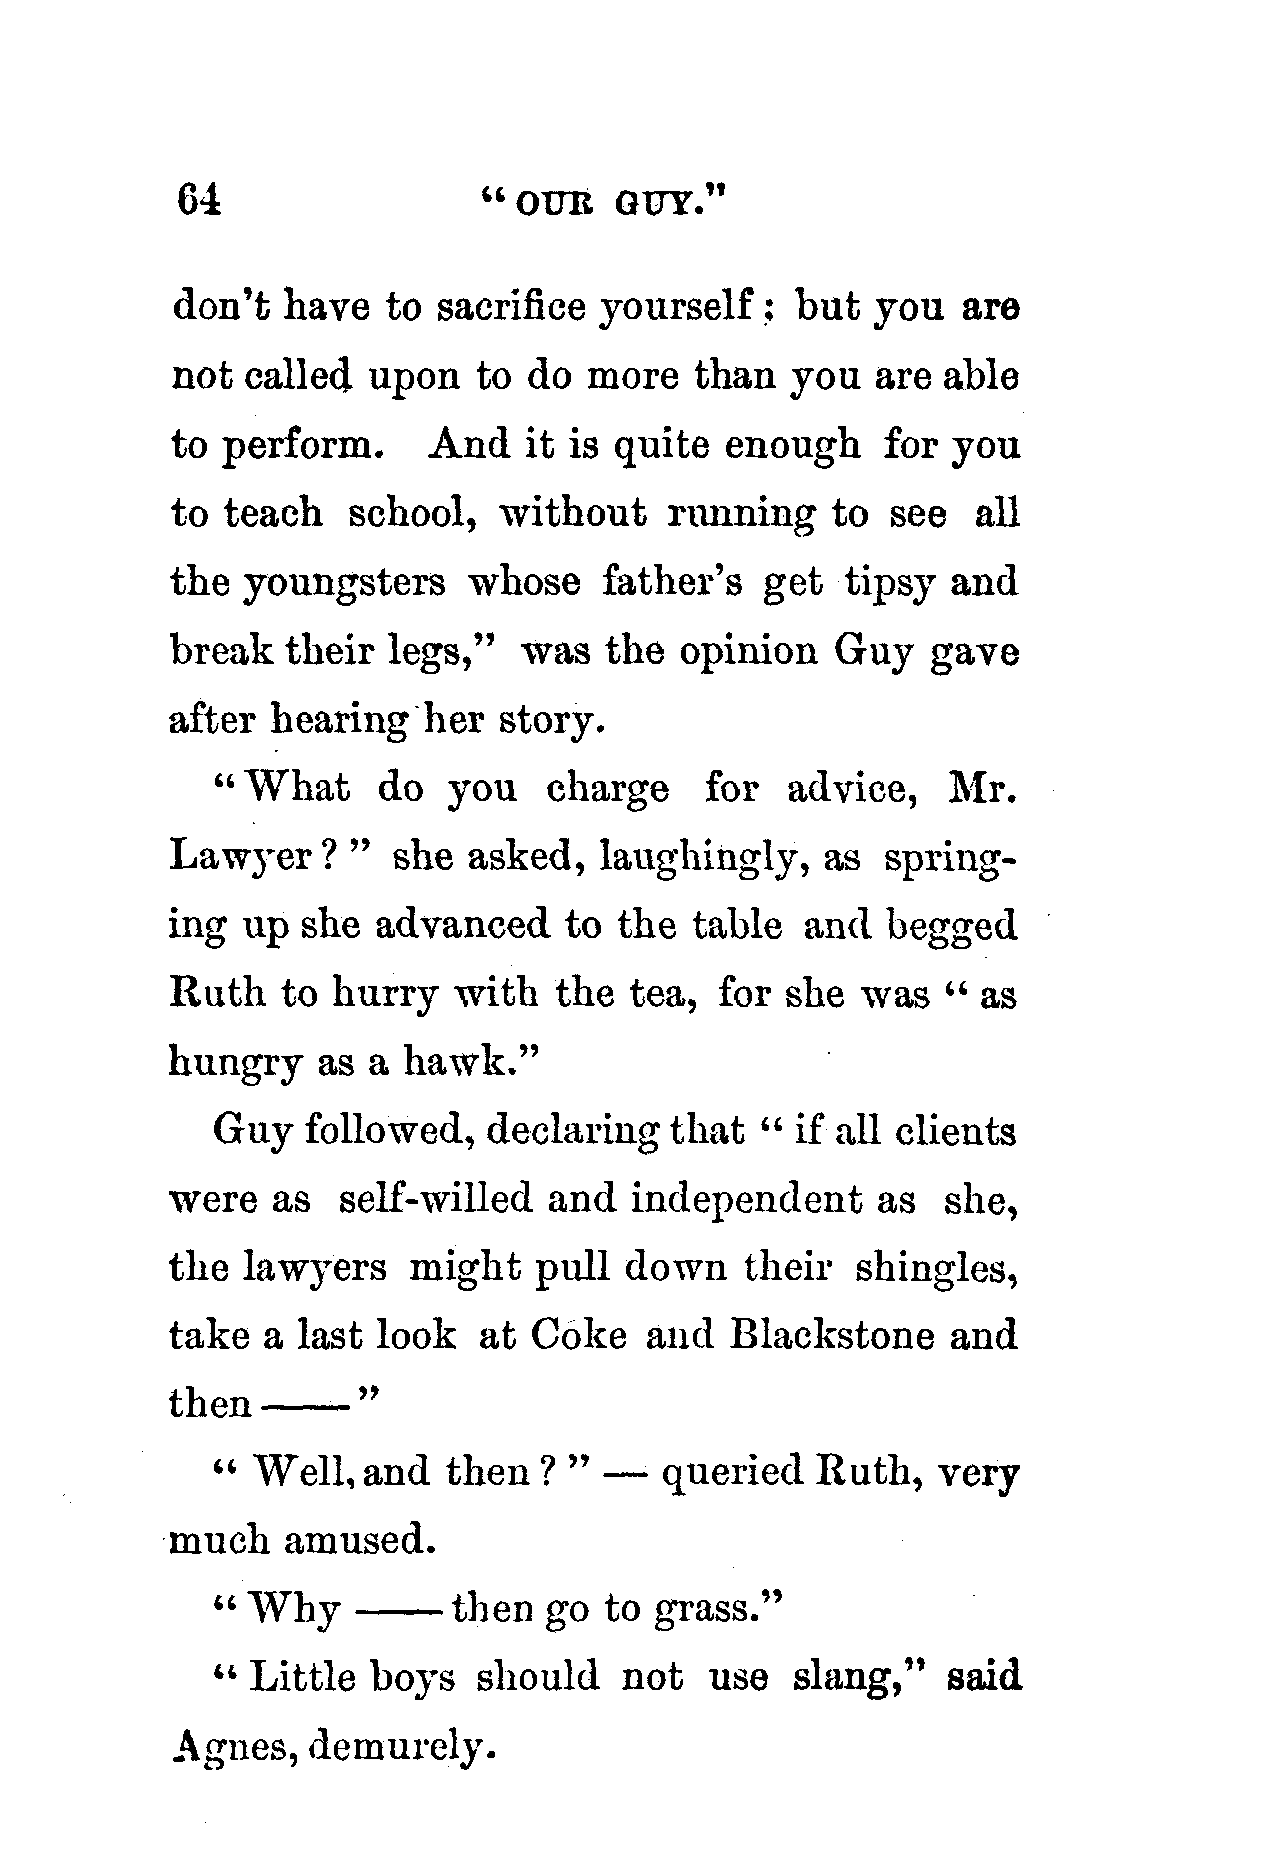 64 “ OUR GUY.”
don’t have to sacrifice yourself ; but you are
not called upon to do more than you are able
to perform. And it is quite enough for you
to teach school, without running to see all
the youngsters whose father’s get tipsy and
break their legs,” was the opinion Guy gave
after hearing her story.
“ What do you charge for advice, Mr.
Lawyer ? ” she asked, laughingly, as spring-
ing up she advanced to the table and begged
Ruth to hurry with the tea, for she was “ as
hungry as a hawk.”
Guy followed, declaring that “ if all clients
were as self-willed and independent as she,
the lawyers might pull down their shingles,
take a last look at Coke and Blackstone and
then ——”
“ Well, and then ? ” — queried Ruth, very
much amused.
“ Why —— then go to grass.”
“ Little boys should not use slang,” said
Agnes, demurely.